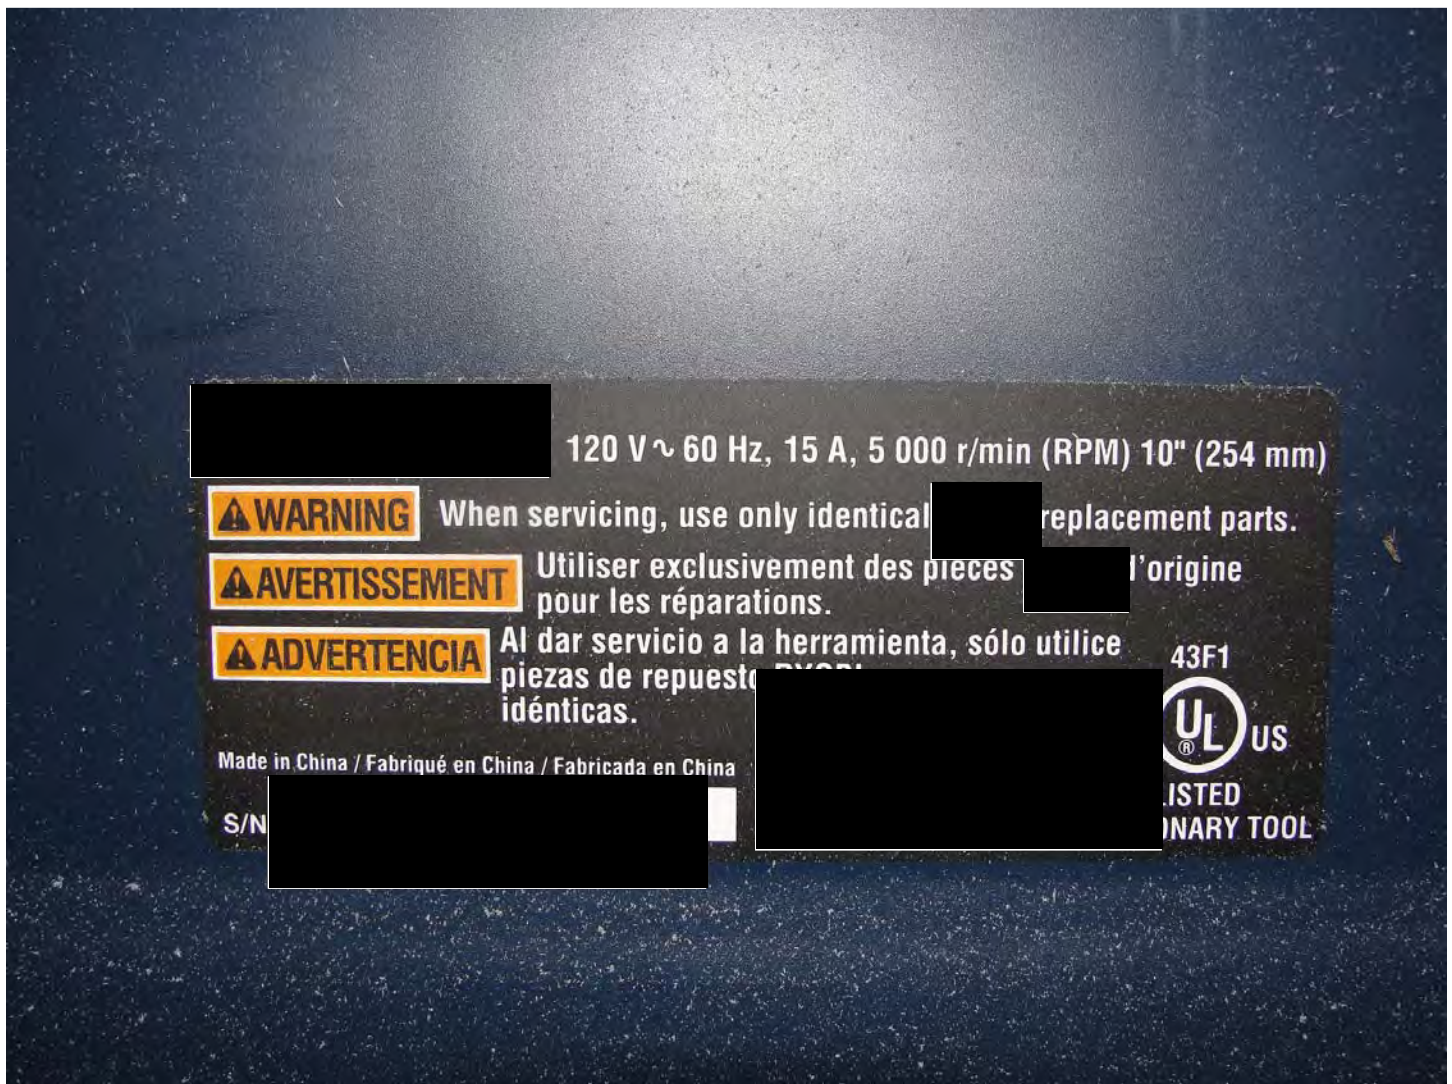 120 V ~ 60 Hz, 15 A, 5 000 r/min (RPM) 10" (254 mm)
WARNING When servicing, use only identical replacement parts.
AVERTISSEMENT Utiliser exclusivement des pièces d'origine
pour les réparations.
ADVERTENCIA Al dar servicio a la herramienta, sólo utilice
piezas de repuesto
idénticas.
43F1
UL
®
US
LISTED
TOOL
Made in China / Fabriqué en China / Fabricada en China
S/N